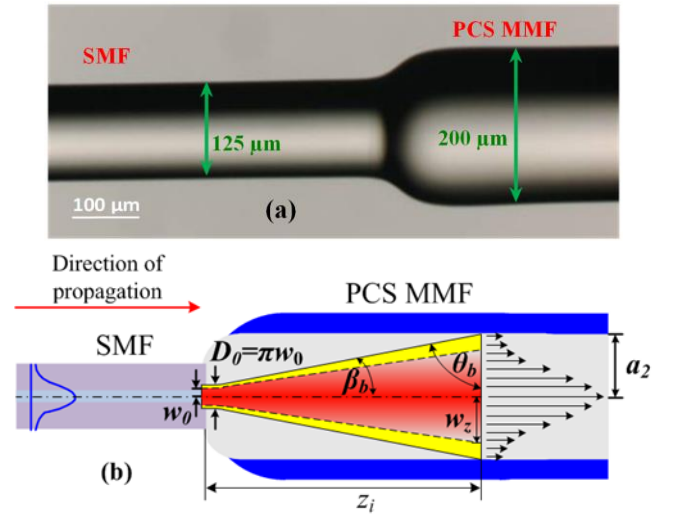 SMF
PCS MMF
125 μm
200 μm
100 μm
(a)
Direction of
propagation
PCS MMF
SMF
D₀=πw₀
θ_b
a₂
β_b
w₀
w_z
(b)
z_i